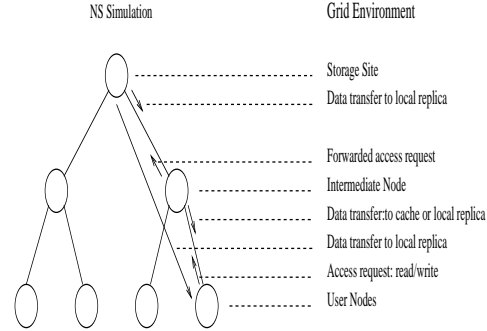 NS Simulation
Grid Environment
Storage Site
Data transfer to local replica
Forwarded access request
Intermediate Node
Data transfer:to cache or local replica
Data transfer to local replica
Access request: read/write
User Nodes